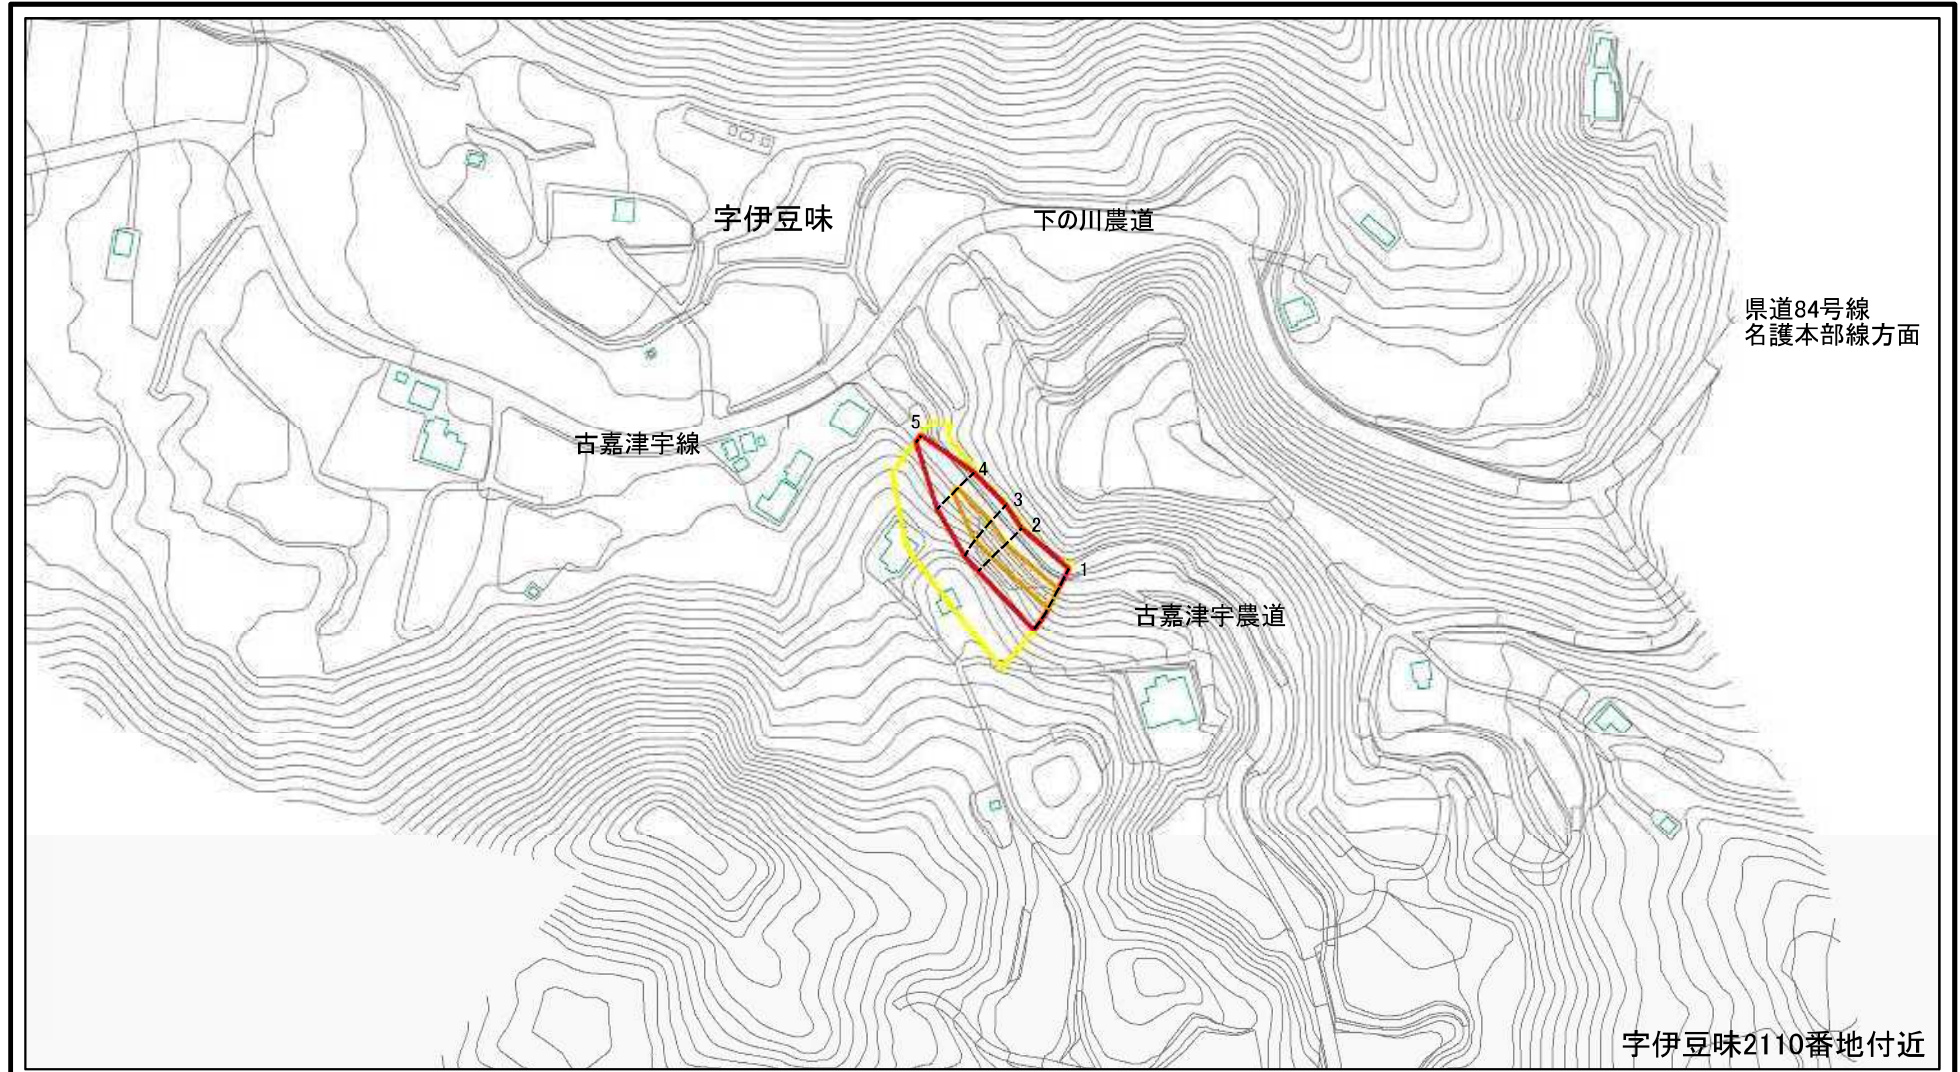 字伊豆味
下の川農道
県道84号線
名護本部線方面
5
古嘉津宇線
4
3
2
1
古嘉津宇農道
字伊豆味2110番地付近